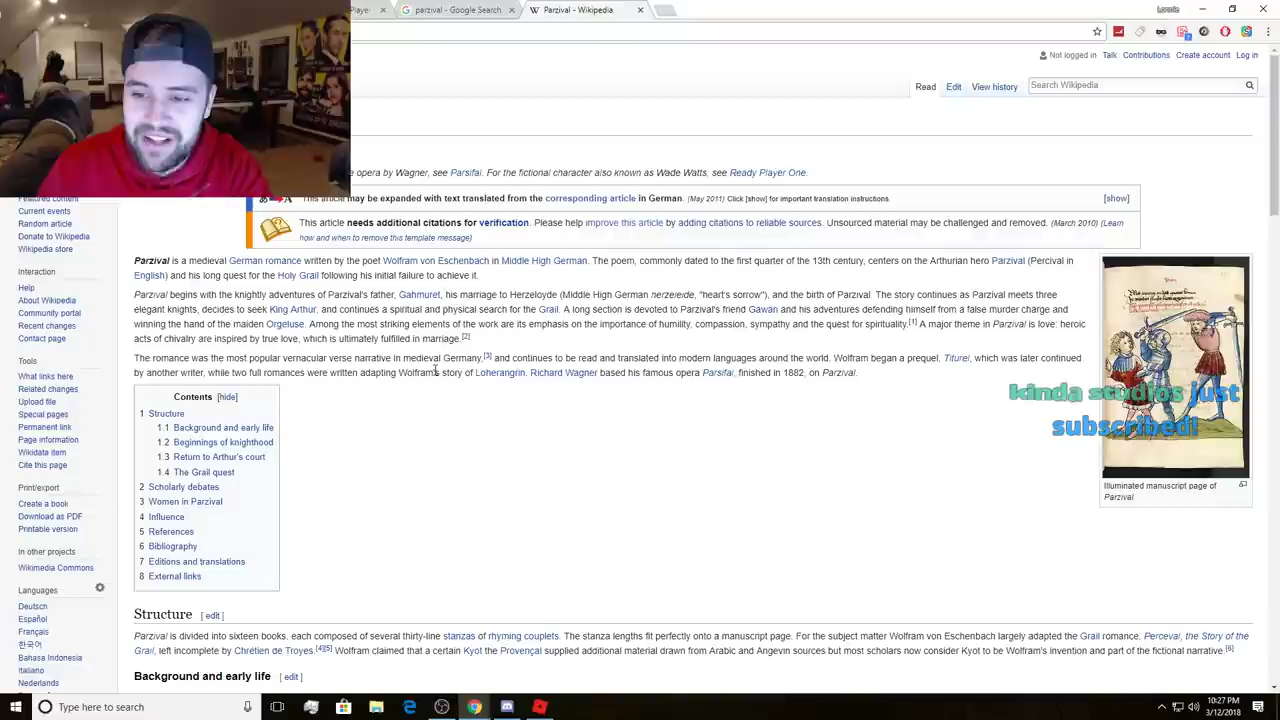 Player
parzival - Google Search
Parzival - Wikipedia
Lonnie
Not logged in Talk Contributions Create account Log in
Read Edit View history Search Wikipedia
e opera by Wagner, see Parsifal. For the fictional character also known as Wade Watts, see Ready Player One.
This article may be expanded with text translated from the corresponding article in German. (May 2011) Click [show] for important translation instructions. [show]
This article needs additional citations for verification. Please help improve this article by adding citations to reliable sources. Unsourced material may be challenged and removed. (March 2010) (Learn
how and when to remove this template message)
Featured content
Current events
Random article
Donate to Wikipedia
Wikipedia store
Interaction
Help
About Wikipedia
Community portal
Recent changes
Contact page
Tools
What links here
Related changes
Upload file
Special pages
Permanent link
Page information
Wikidata item
Cite this page
Print/export
Create a book
Download as PDF
Printable version
In other projects
Wikimedia Commons
Languages
Deutsch
Español
Français
한국어
Bahasa Indonesia
Italiano
Nederlands
Parzival is a medieval German romance written by the poet Wolfram von Eschenbach in Middle High German. The poem, commonly dated to the first quarter of the 13th century, centers on the Arthurian hero Parzival (Percival in
English) and his long quest for the Holy Grail following his initial failure to achieve it.
Parzival begins with the knightly adventures of Parzival's father, Gahmuret, his marriage to Herzeloyde (Middle High German herzeleide, "heart's sorrow"), and the birth of Parzival. The story continues as Parzival meets three
elegant knights, decides to seek King Arthur, and continues a spiritual and physical search for the Grail. A long section is devoted to Parzival's friend Gawan and his adventures defending himself from a false murder charge and
winning the hand of the maiden Orgeluse. Among the most striking elements of the work are its emphasis on the importance of humility, compassion, sympathy and the quest for spirituality.[1] A major theme in Parzival is love: heroic
acts of chivalry are inspired by true love, which is ultimately fulfilled in marriage.[2]
The romance was the most popular vernacular verse narrative in medieval Germany,[3] and continues to be read and translated into modern languages around the world. Wolfram began a prequel, Titurel, which was later continued
by another writer, while two full romances were written adapting Wolfram's story of Loherangrin. Richard Wagner based his famous opera Parsifal, finished in 1882, on Parzival.
kinda studios just
subscribed!
Illuminated manuscript page of
Parzival
Contents [hide]
1 Structure
1.1 Background and early life
1.2 Beginnings of knighthood
1.3 Return to Arthur's court
1.4 The Grail quest
2 Scholarly debates
3 Women in Parzival
4 Influence
5 References
6 Bibliography
7 Editions and translations
8 External links
Structure [ edit ]
Parzival is divided into sixteen books, each composed of several thirty-line stanzas of rhyming couplets. The stanza lengths fit perfectly onto a manuscript page. For the subject matter Wolfram von Eschenbach largely adapted the Grail romance, Perceval, the Story of the
Grail, left incomplete by Chrétien de Troyes.[4][5] Wolfram claimed that a certain Kyot the Provençal supplied additional material drawn from Arabic and Angevin sources but most scholars now consider Kyot to be Wolfram's invention and part of the fictional narrative.[6]
Background and early life [ edit ]
Type here to search
10:27 PM
3/12/2018